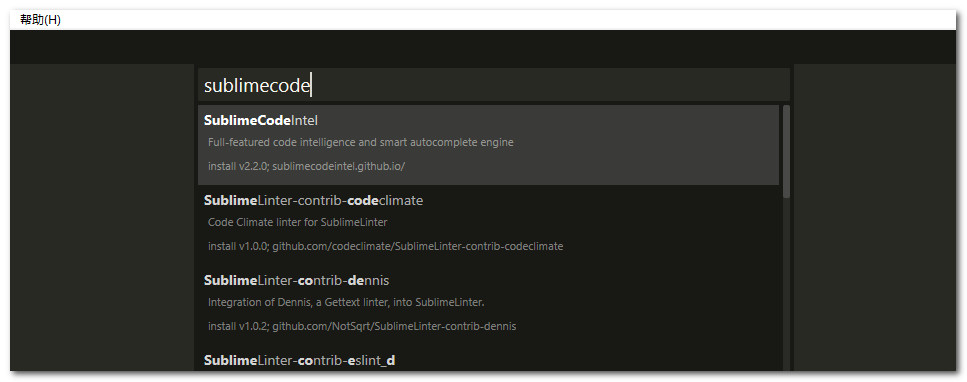 帮助(H)
sublimecode
SublimeCodeIntel
Full-featured code intelligence and smart autocomplete engine
install v2.2.0; sublimecodeintel.github.io/
SublimeLinter-contrib-codeclimate
Code Climate linter for SublimeLinter
install v1.0.0; github.com/codeclimate/SublimeLinter-contrib-codeclimate
SublimeLinter-contrib-dennis
Integration of Dennis, a Gettext linter, into SublimeLinter.
install v1.0.2; github.com/NotSqrt/SublimeLinter-contrib-dennis
SublimeLinter-contrib-eslint_d